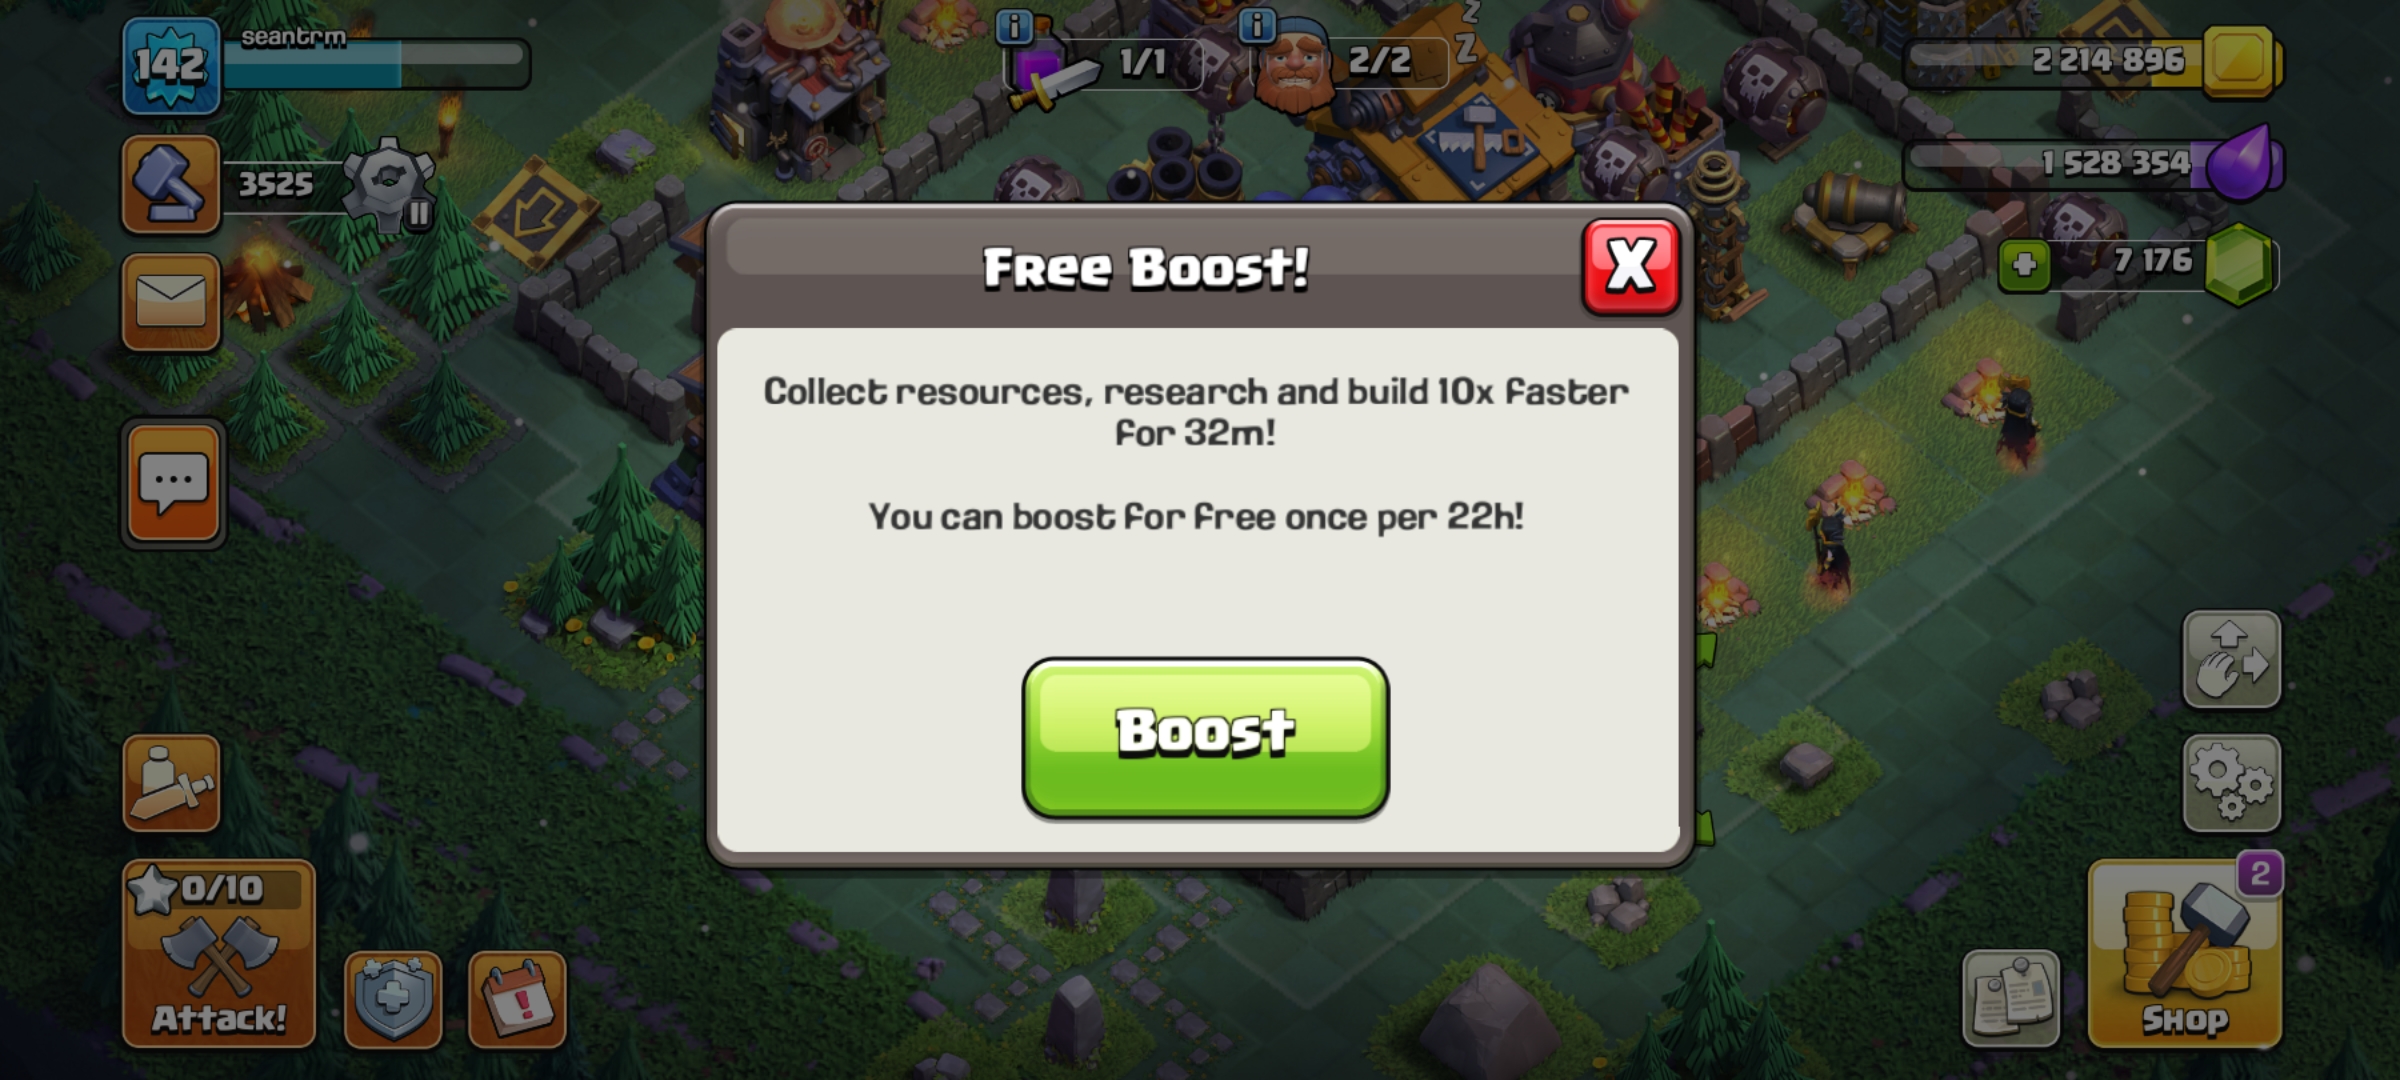 142
seantrm
1/1
2/2
Z
Z
2 214 896
3525
1 528 354
7 176
Free Boost!
X
Collect resources, research and build 10x faster
for 32m!
You can boost for free once per 22h!
Boost
0/10
Attack!
2
Shop